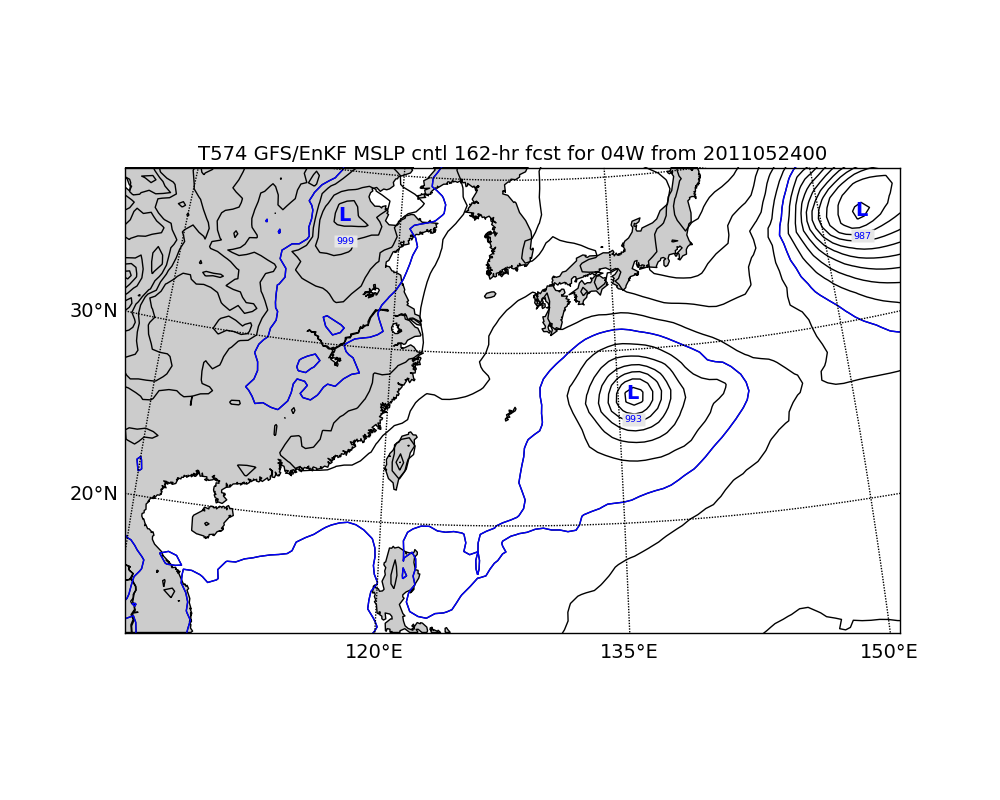 T574 GFS/EnKF MSLP cntl 162-hr fcst for 04W from 2011052400
L
987
L
999
30°N
L
993
20°N
120°E
135°E
150°E